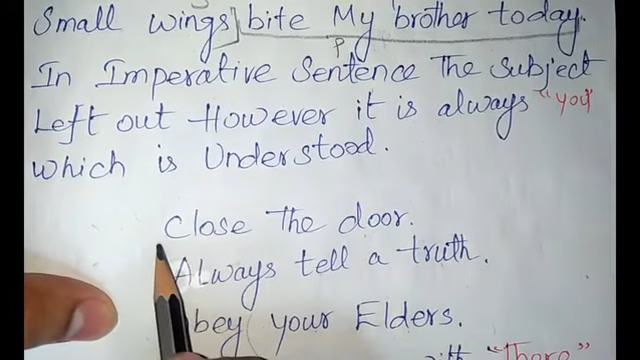 Small wings] bite My brother today.
P
In Imperative Sentence The Subject
Left out However it is always "you"
which is Understood.
Close The door.
Always tell a truth.
bey your Elders.
"There"